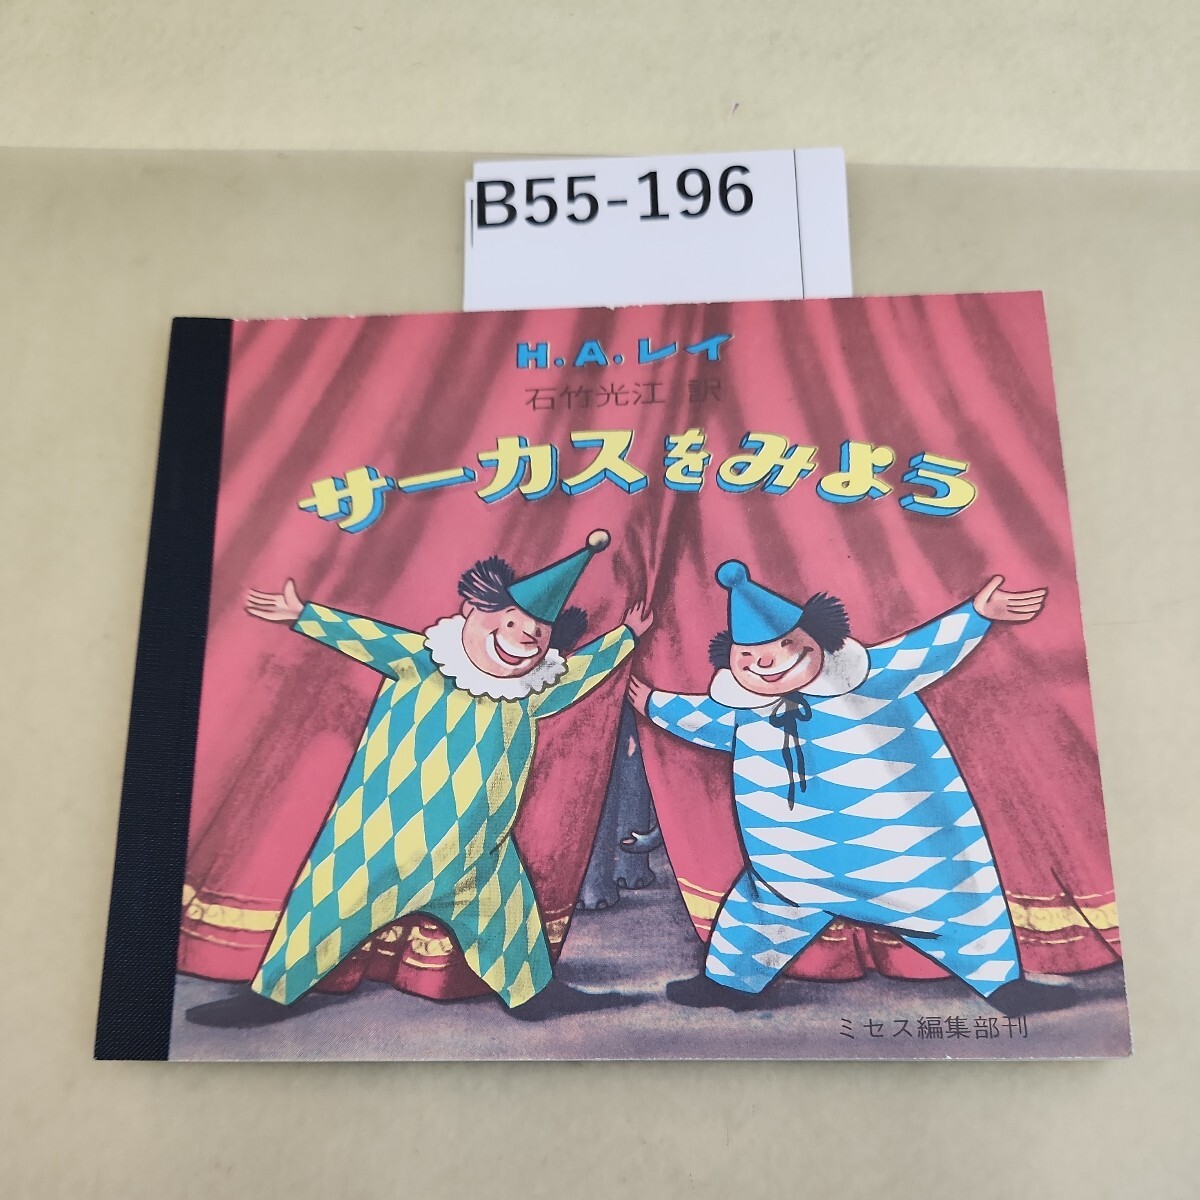 B55-196
H.A.レイ
石竹光江 訳
サーカスをみよう
ミセス編集部刊